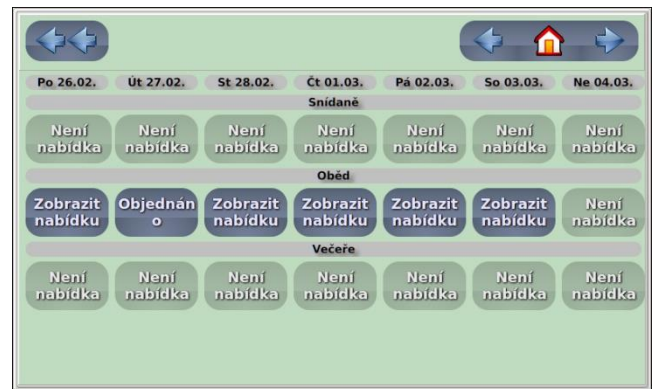 Po 26.02. Út 27.02. St 28.02. Čt 01.03. Pá 02.03. So 03.03. Ne 04.03.
Snídaně
Není Není Není Není Není Není Není
nabídka nabídka nabídka nabídka nabídka nabídka nabídka
Oběd
Zobrazit Objednán Zobrazit Zobrazit Zobrazit Zobrazit Není
nabídku o nabídku nabídku nabídku nabídku nabídka
Večeře
Není Není Není Není Není Není Není
nabídka nabídka nabídka nabídka nabídka nabídka nabídka